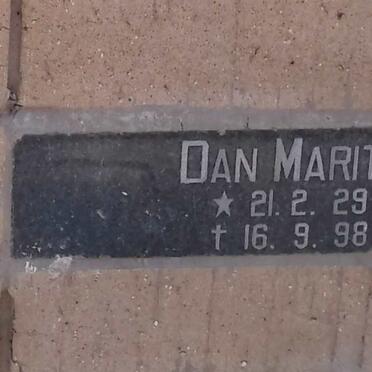 DAN MARIT
★ 21. 2. 29
† 16. 9. 98